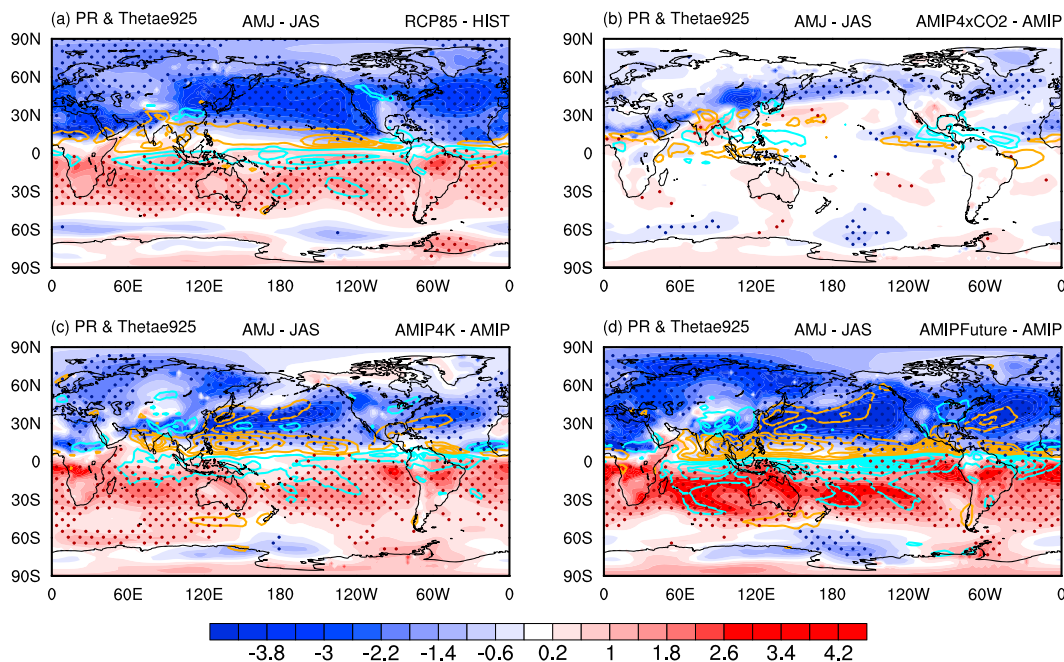 (a) PR & Thetae925 AMJ - JAS RCP85 - HIST
90N
60N
30N
0
30S
60S
90S
0 60E 120E 180 120W 60W 0
(b) PR & Thetae925 AMJ - JAS AMIP4xCO2 - AMIP
90N
60N
30N
0
30S
60S
90S
0 60E 120E 180 120W 60W 0
(c) PR & Thetae925 AMJ - JAS AMIP4K - AMIP
90N
60N
30N
0
30S
60S
90S
0 60E 120E 180 120W 60W 0
(d) PR & Thetae925 AMJ - JAS AMIPFuture - AMIP
90N
60N
30N
0
30S
60S
90S
0 60E 120E 180 120W 60W 0
-3.8 -3 -2.2 -1.4 -0.6 0.2 1 1.8 2.6 3.4 4.2